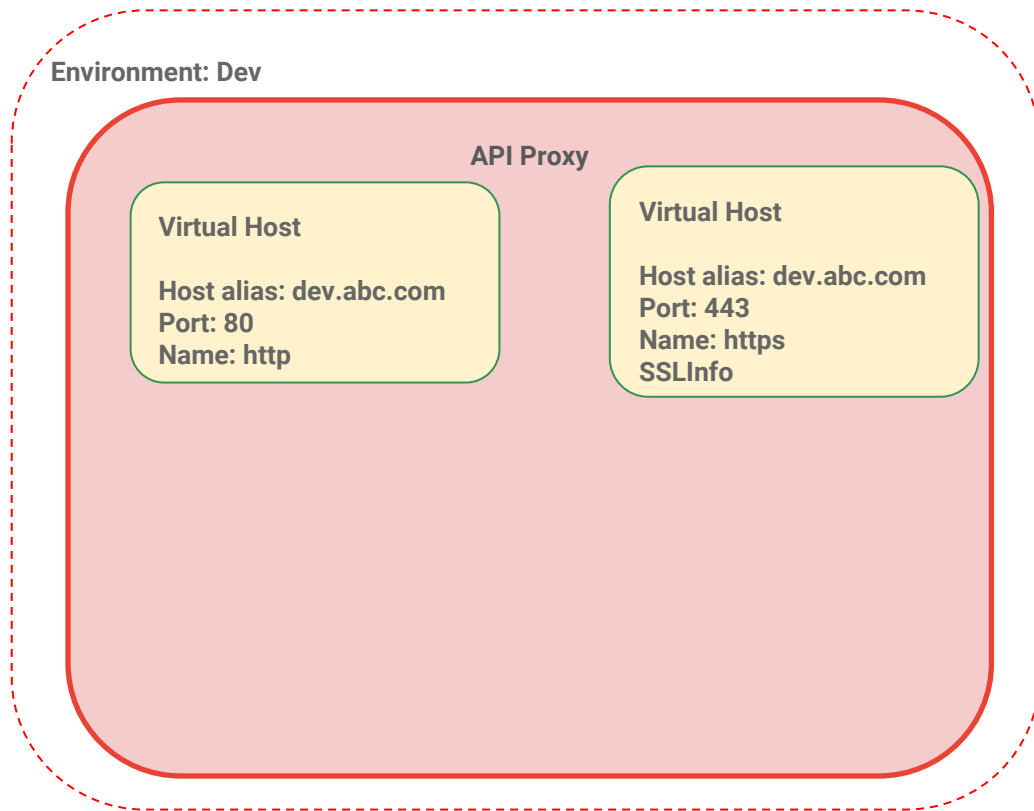 Environment: Dev
API Proxy
Virtual Host
Host alias: dev.abc.com
Port: 80
Name: http
Virtual Host
Host alias: dev.abc.com
Port: 443
Name: https
SSLInfo